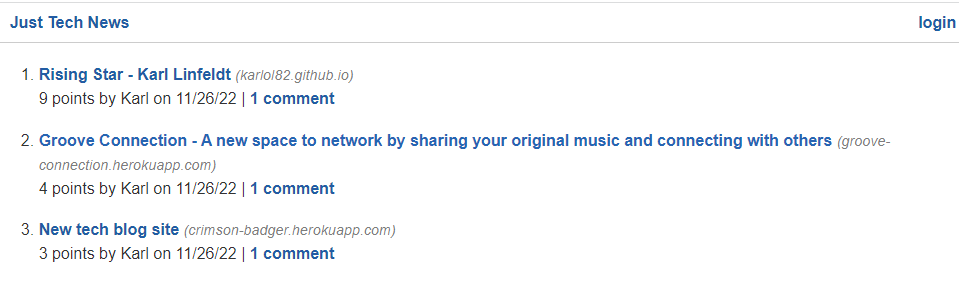 Just Tech News login
1. Rising Star - Karl Linfeldt (karlol82.github.io)
9 points by Karl on 11/26/22 | 1 comment
2. Groove Connection - A new space to network by sharing your original music and connecting with others (groove-
connection.herokuapp.com)
4 points by Karl on 11/26/22 | 1 comment
3. New tech blog site (crimson-badger.herokuapp.com)
3 points by Karl on 11/26/22 | 1 comment